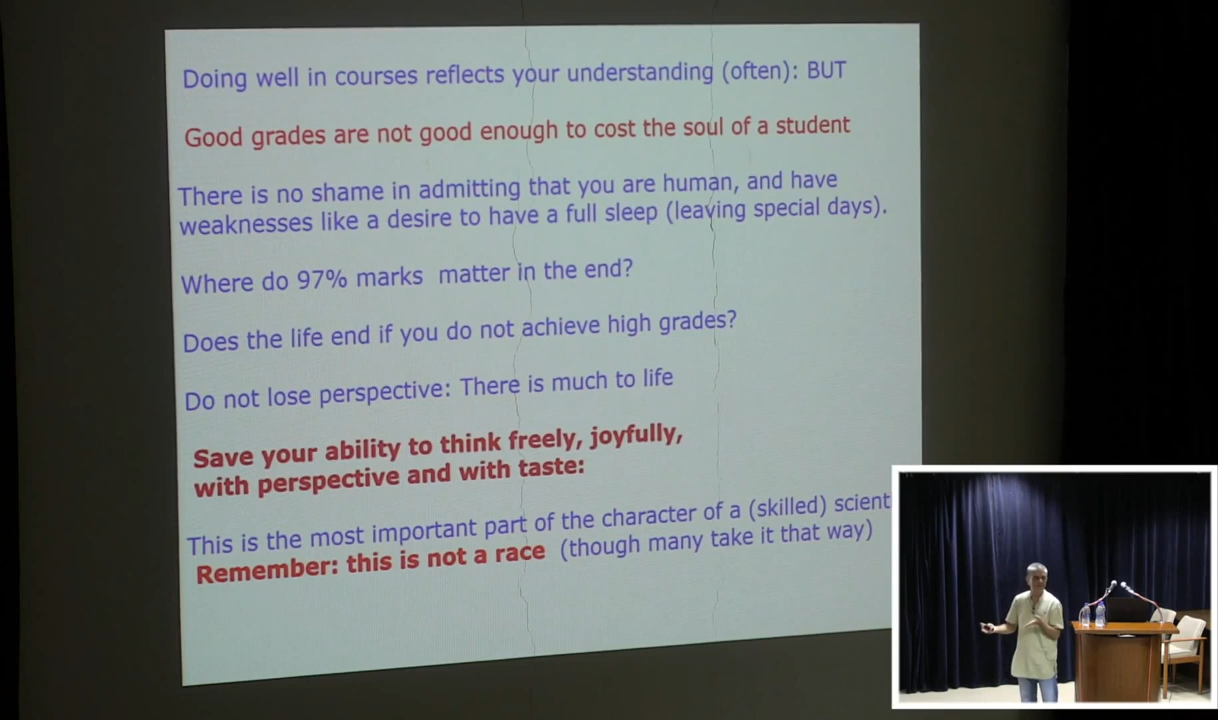 Doing well in courses reflects your understanding (often): BUT
Good grades are not good enough to cost the soul of a student
There is no shame in admitting that you are human, and have
weaknesses like a desire to have a full sleep (leaving special days).
Where do 97% marks matter in the end?
Does the life end if you do not achieve high grades?
Do not lose perspective: There is much to life
Save your ability to think freely, joyfully,
with perspective and with taste:
This is the most important part of the character of a (skilled) scient
Remember: this is not a race (though many take it that way)